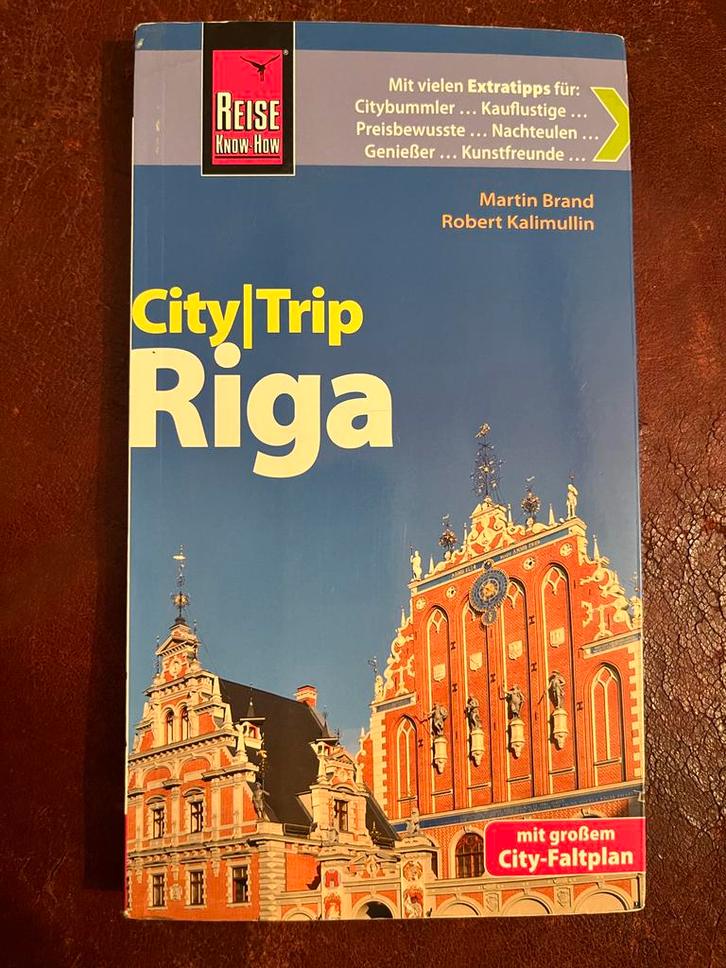 REISE
KNOW-HOW
®
Mit vielen Extratipps für:
Citybummler ... Kauflustige ...
Preisbewusste ... Nachteulen ...
Genießer ... Kunstfreunde ...
Martin Brand
Robert Kalimullin
City|Trip
Riga
mit großem
City-Faltplan